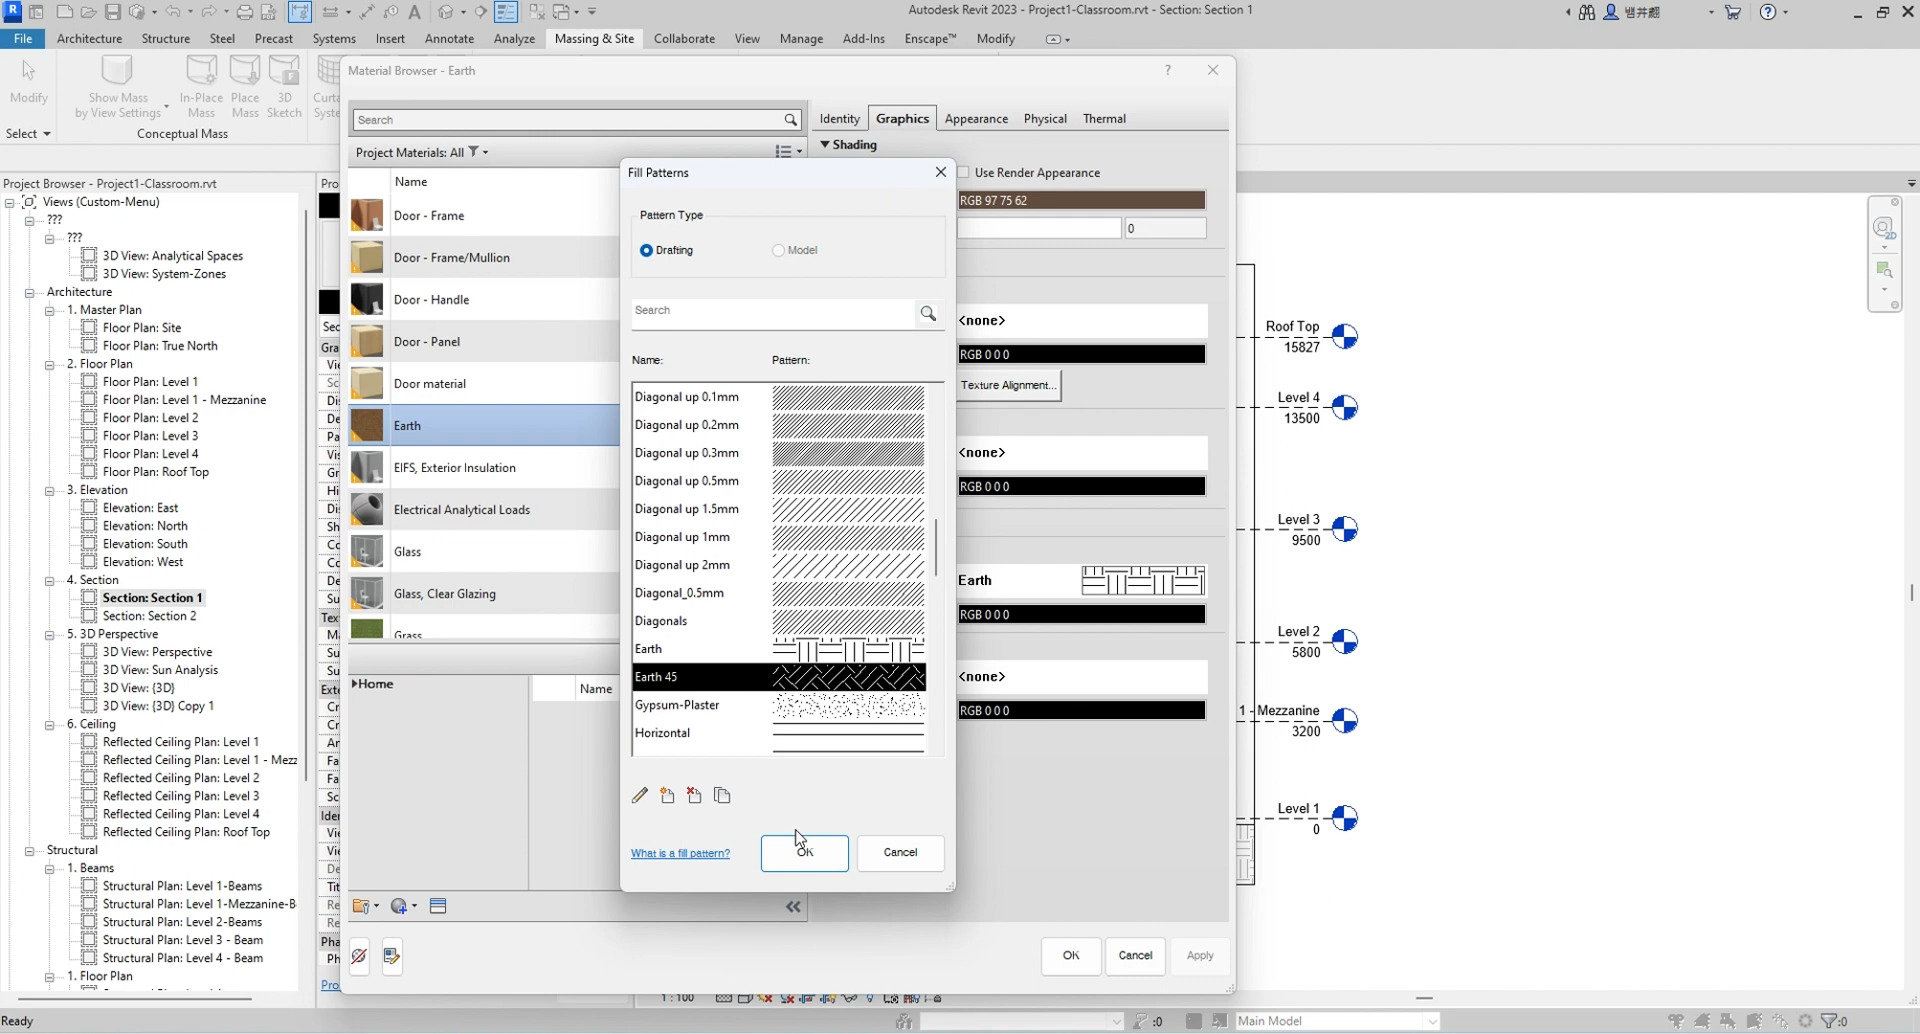 Autodesk Revit 2023 - Project1-Classroom.rvt - Section: Section 1
File Architecture Structure Steel Precast Systems Insert Annotate Analyze Massing & Site Collaborate View Manage Add-Ins Enscape™ Modify
Modify
Show Mass
by View Settings
In-Place
Mass
Place
Mass
3D
Sketch
Select
Conceptual Mass
Project Browser - Project1-Classroom.rvt
Views (Custom-Menu)
???
???
3D View: Analytical Spaces
3D View: System-Zones
Architecture
1. Master Plan
Floor Plan: Site
Floor Plan: True North
2. Floor Plan
Floor Plan: Level 1
Floor Plan: Level 1 - Mezzanine
Floor Plan: Level 2
Floor Plan: Level 3
Floor Plan: Level 4
Floor Plan: Roof Top
3. Elevation
Elevation: East
Elevation: North
Elevation: South
Elevation: West
4. Section
Section: Section 1
Section: Section 2
5. 3D Perspective
3D View: Perspective
3D View: Sun Analysis
3D View: {3D}
3D View: {3D} Copy 1
6. Ceiling
Reflected Ceiling Plan: Level 1
Reflected Ceiling Plan: Level 1 - Mezz
Reflected Ceiling Plan: Level 2
Reflected Ceiling Plan: Level 3
Reflected Ceiling Plan: Level 4
Reflected Ceiling Plan: Roof Top
Structural
1. Beams
Structural Plan: Level 1-Beams
Structural Plan: Level 1-Mezzanine-B
Structural Plan: Level 2-Beams
Structural Plan: Level 3 - Beam
Structural Plan: Level 4 - Beam
1. Floor Plan
Ready
Material Browser - Earth
Search
Project Materials: All
Name
Door - Frame
Door - Frame/Mullion
Door - Handle
Door - Panel
Door material
Earth
EIFS, Exterior Insulation
Electrical Analytical Loads
Glass
Glass, Clear Glazing
Grass
Home
Name
Identity Graphics Appearance Physical Thermal
Shading
Use Render Appearance
RGB 97 75 62
0
<none>
RGB 0 0 0
Texture Alignment...
<none>
RGB 0 0 0
Earth
RGB 0 0 0
<none>
RGB 0 0 0
OK Cancel Apply
Fill Patterns
Pattern Type
Drafting Model
Search
Name: Pattern:
Diagonal up 0.1mm
Diagonal up 0.2mm
Diagonal up 0.3mm
Diagonal up 0.5mm
Diagonal up 1.5mm
Diagonal up 1mm
Diagonal up 2mm
Diagonal_0.5mm
Diagonals
Earth
Earth 45
Gypsum-Plaster
Horizontal
What is a fill pattern? OK Cancel
Roof Top
15827
Level 4
13500
Level 3
9500
Level 2
5800
1 - Mezzanine
3200
Level 1
0
1 : 100
:0
Main Model
:0